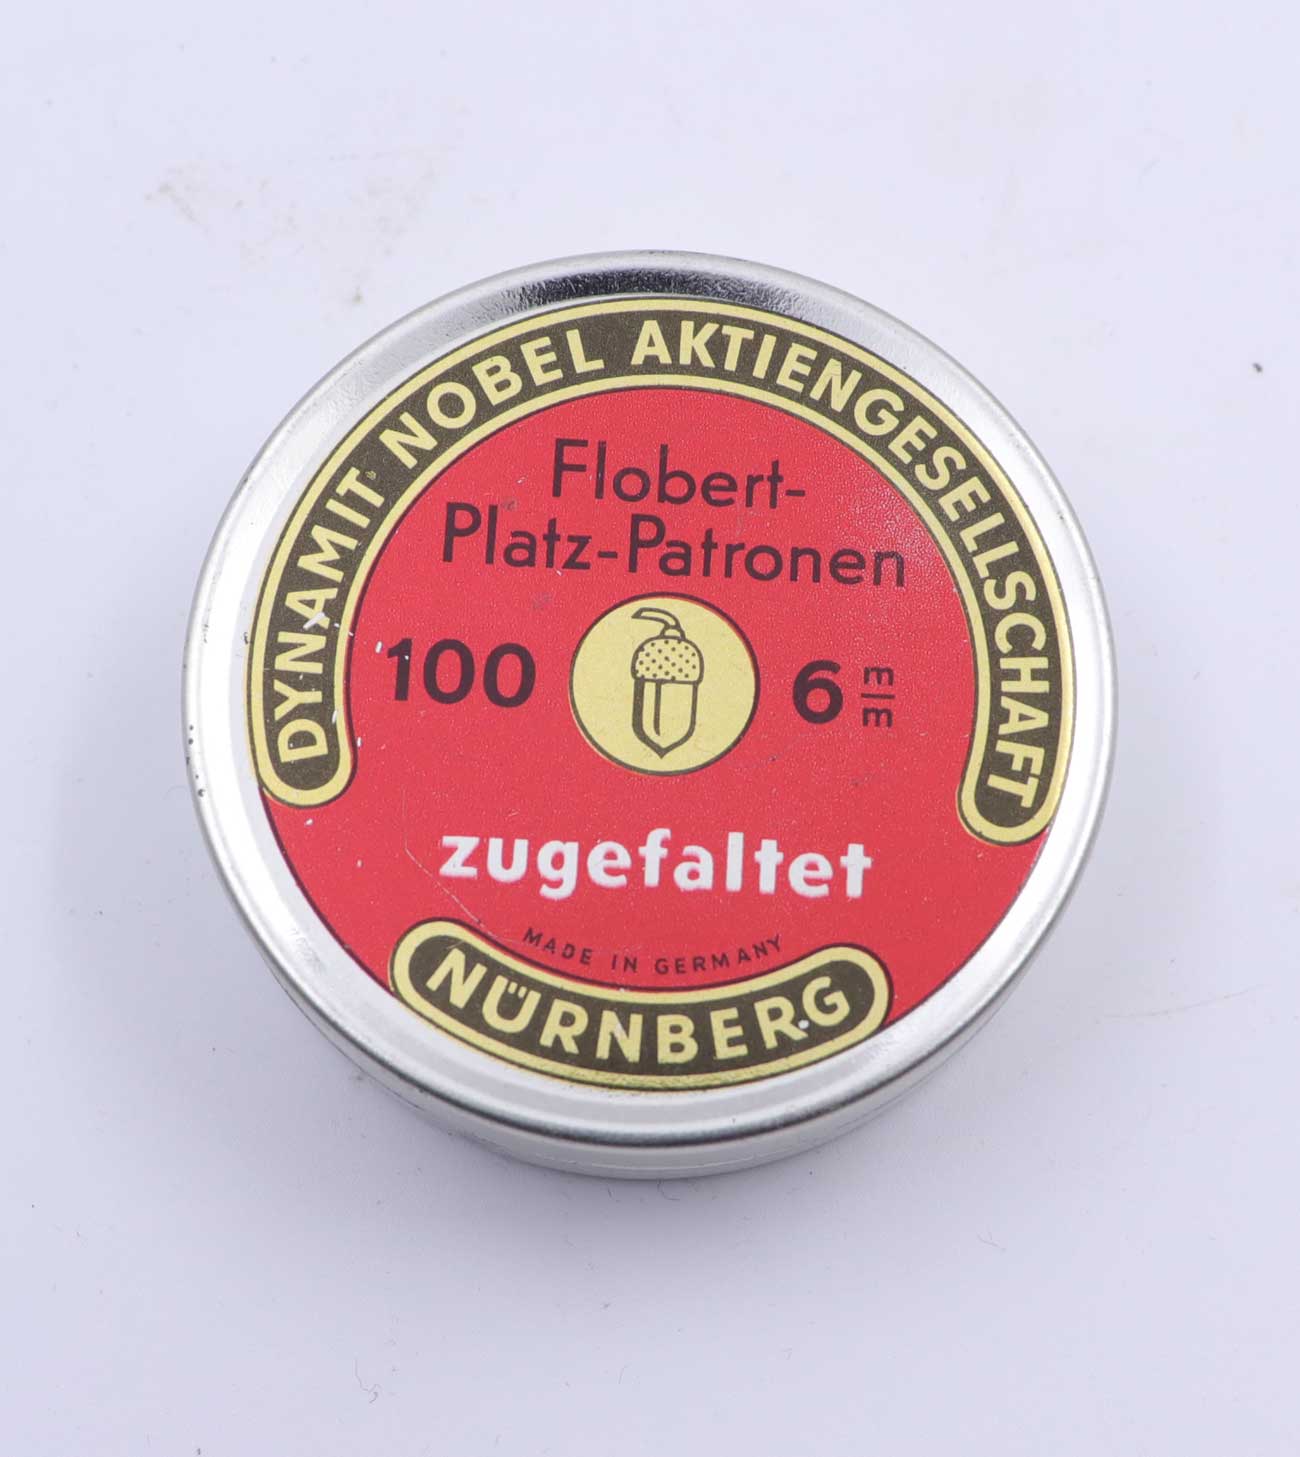 DYNAMIT NOBEL AKTIENGESELLSCHAFT
Flobert-
Platz-Patronen
100 6 m/m
zugefaltet
MADE IN GERMANY
NÜRNBERG